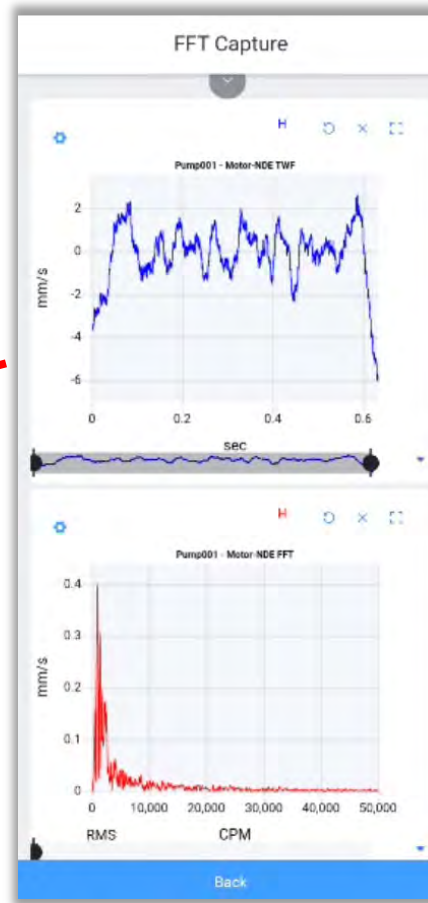 FFT Capture
H
Pump001 - Motor-NDE TWF
2
0
-2
-4
-6
mm/s
0 0.2 0.4 0.6
sec
H
Pump001 - Motor-NDE FFT
0.4
0.3
0.2
0.1
0
mm/s
0 10,000 20,000 30,000 40,000 50,000
RMS CPM
Back